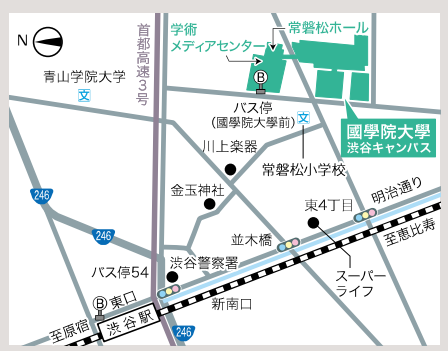 N
首都高速3号
学術
メディアセンター
常磐松ホール
青山学院大学
文
B
バス停
(國學院大學前)
文
國學院大學
渋谷キャンパス
川上楽器
常磐松小学校
金玉神社
246
246
東4丁目
明治通り
至恵比寿
並木橋
渋谷警察署
バス停54
スーパー
ライフ
B
東口
新南口
至原宿
渋谷駅
246